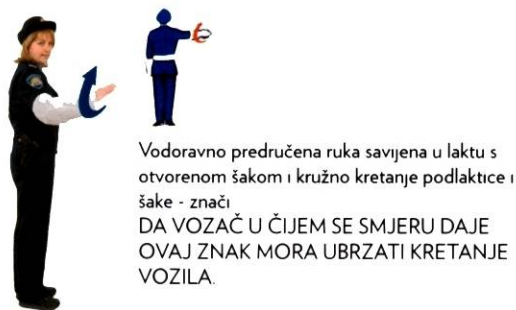 Vodoravno predručena ruka savijena u laktu s
otvorenom šakom i kružno kretanje podlaktice i
šake - znači
DA VOZAČ U ČIJEM SE SMJERU DAJE
OVAJ ZNAK MORA UBRZATI KRETANJE
VOZILA.